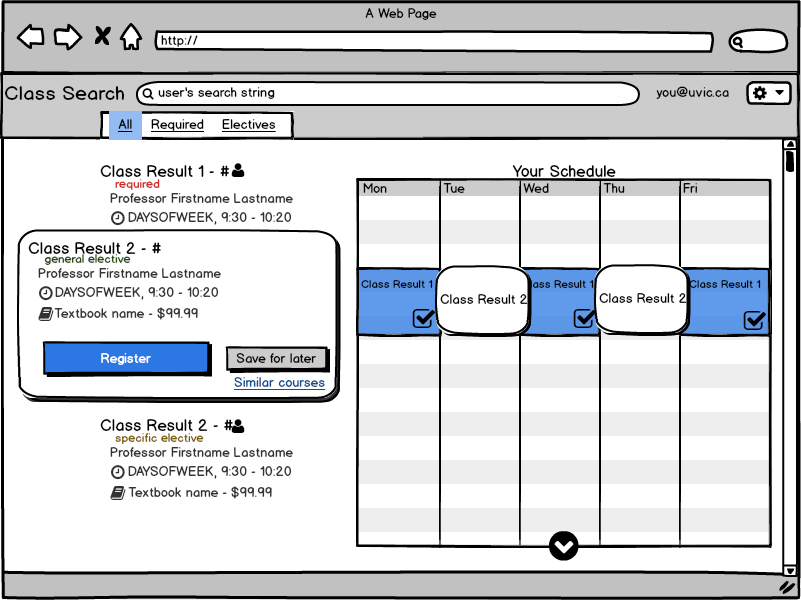 A Web Page
http://
Class Search
user's search string
you@uvic.ca
All Required Electives
Class Result 1 - #
required
Professor Firstname Lastname
DAYSOFWEEK, 9:30 - 10:20
Class Result 2 - #
general elective
Professor Firstname Lastname
DAYSOFWEEK, 9:30 - 10:20
Textbook name - $99.99
Register
Save for later
Similar courses
Class Result 2 - #
specific elective
Professor Firstname Lastname
DAYSOFWEEK, 9:30 - 10:20
Textbook name - $99.99
Your Schedule
Mon Tue Wed Thu Fri
Class Result 1
Class Result 2
lass Result 1
Class Result 2
Class Result 1